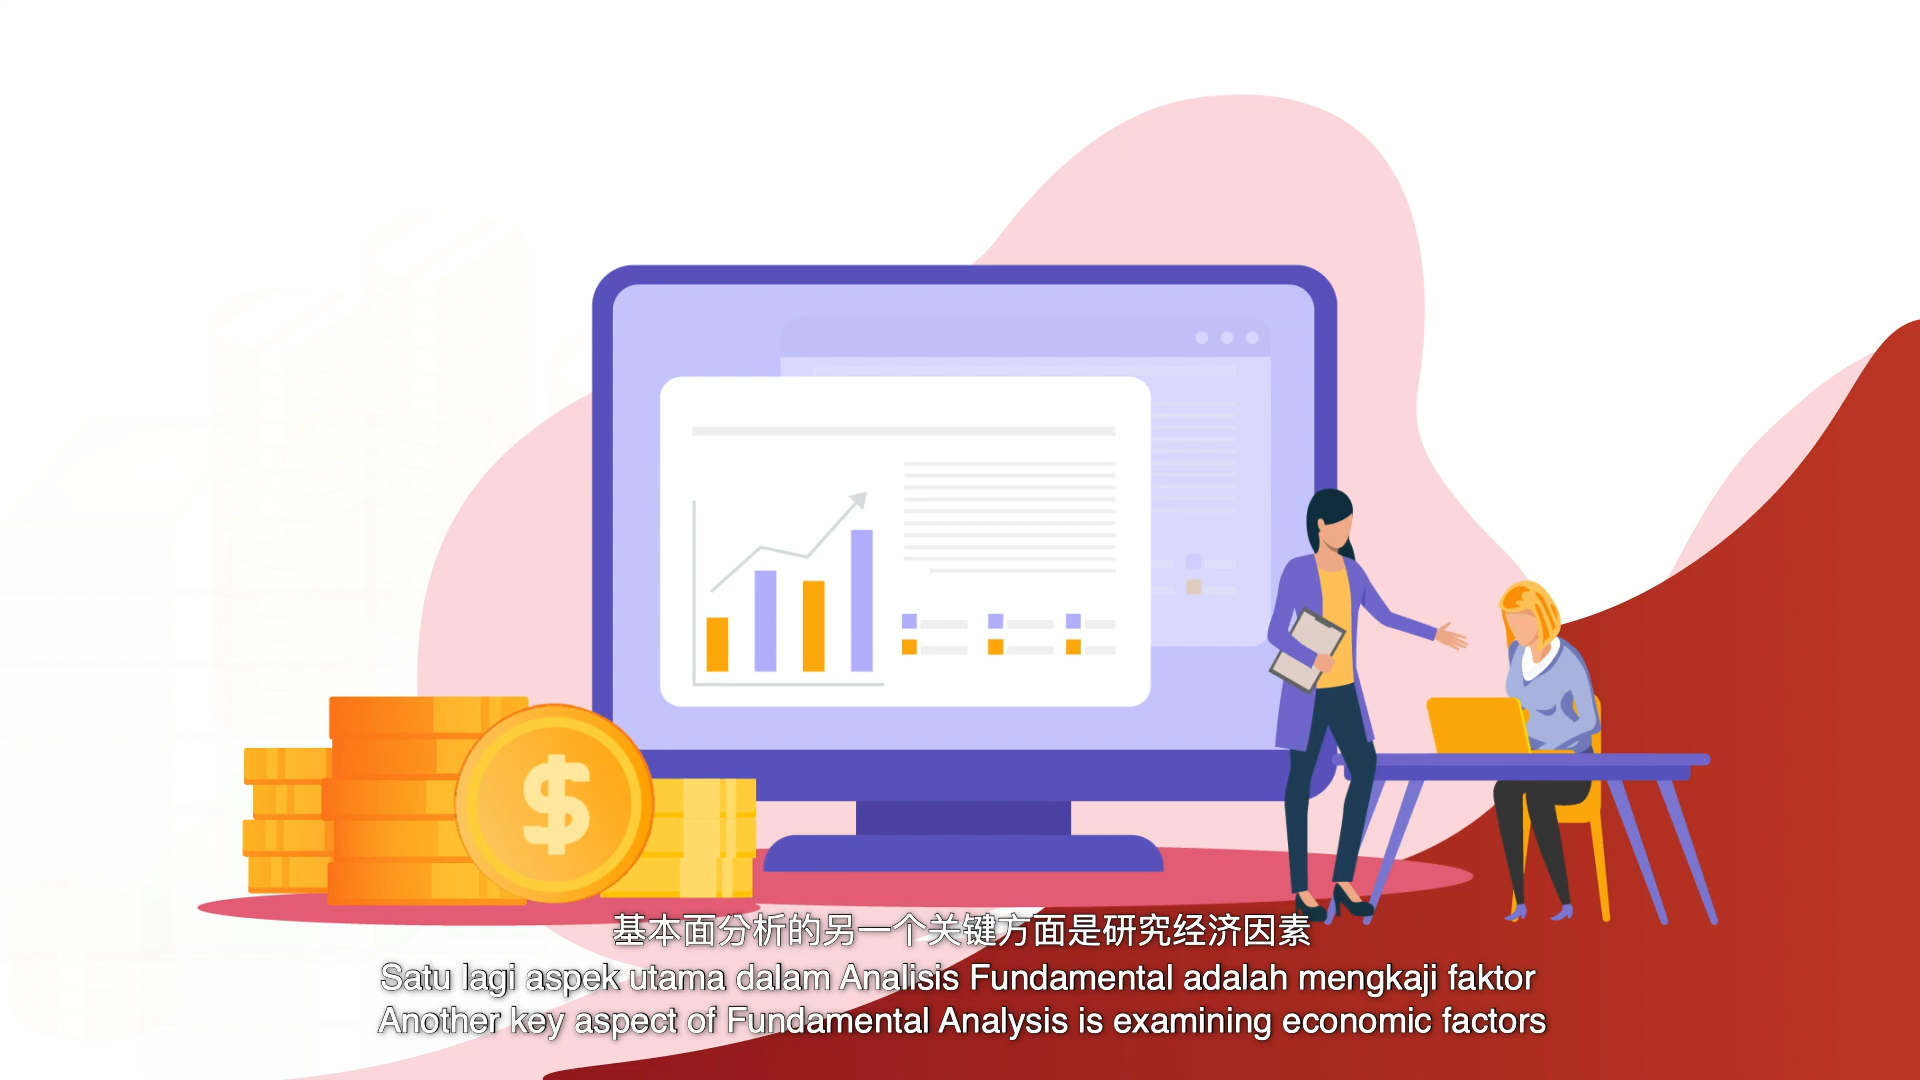 $
基本面分析的另一个关键方面是研究经济因素
Satu lagi aspek utama dalam Analisis Fundamental adalah mengkaji faktor
Another key aspect of Fundamental Analysis is examining economic factors